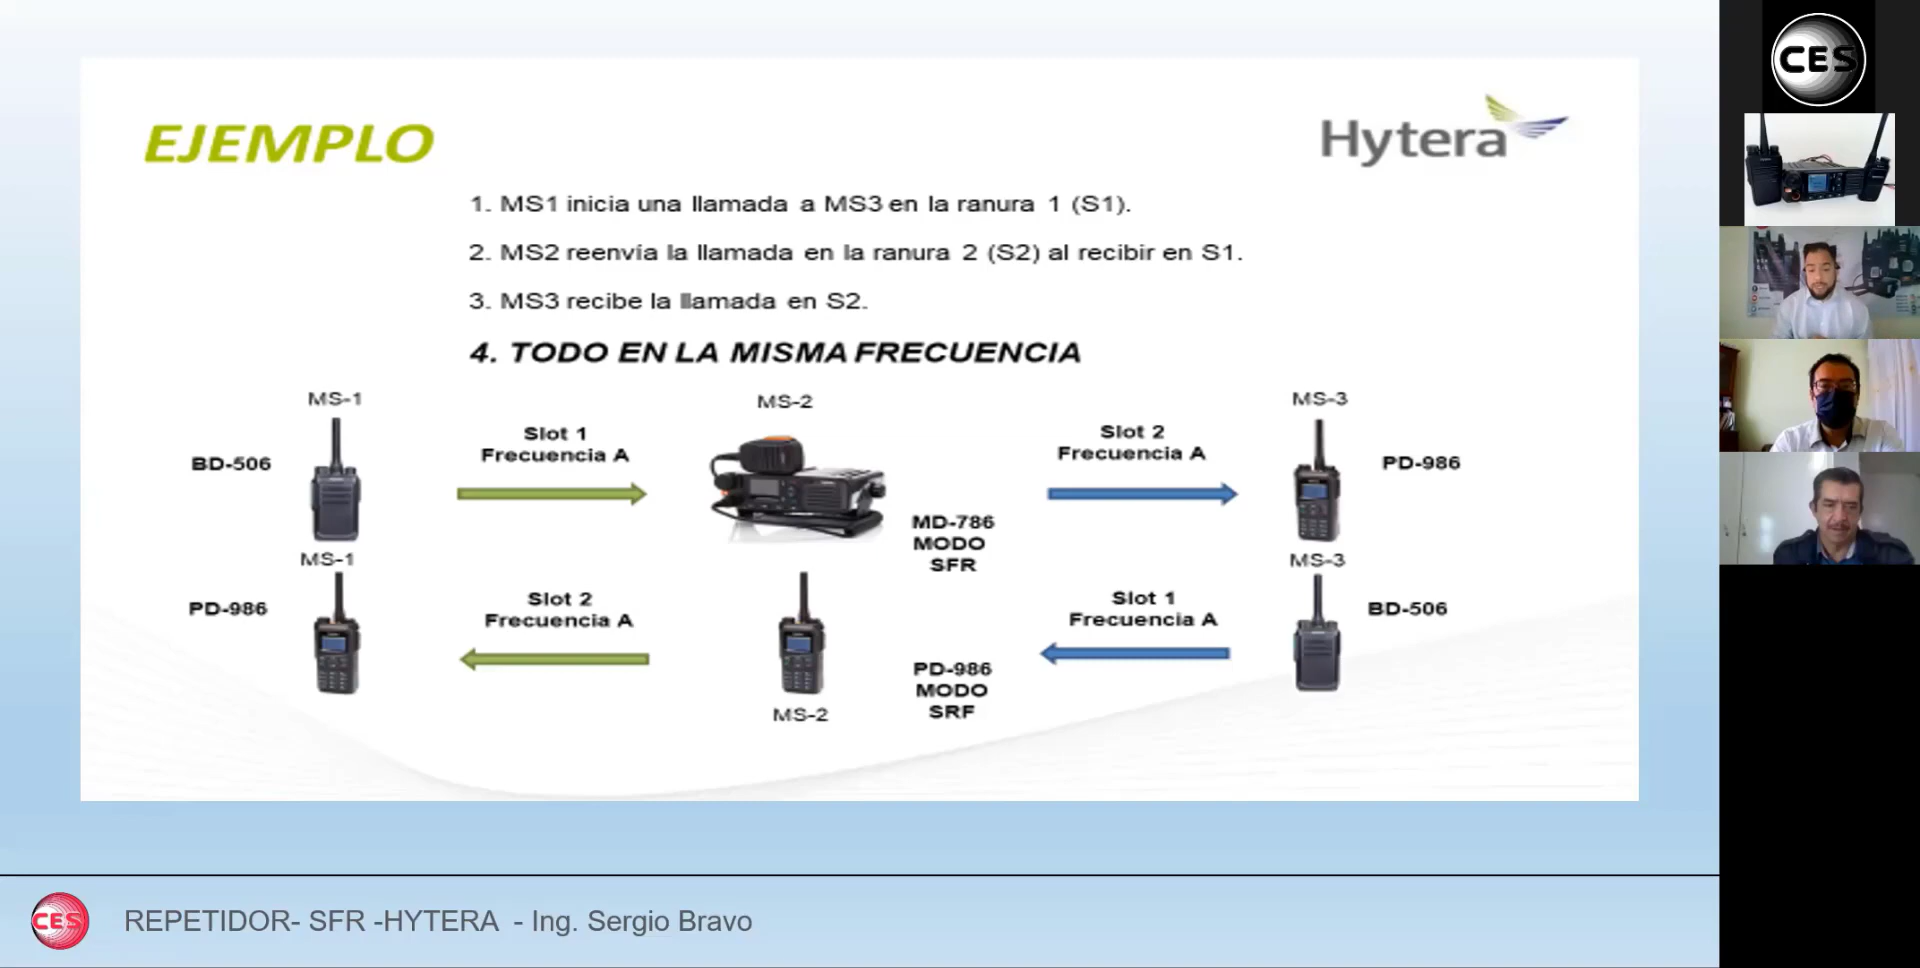 EJEMPLO
Hytera
1. MS1 inicia una llamada a MS3 en la ranura 1 (S1).
2. MS2 reenvía la llamada en la ranura 2 (S2) al recibir en S1.
3. MS3 recibe la llamada en S2.
4. TODO EN LA MISMA FRECUENCIA
MS-1
MS-2
MS-3
BD-506
Slot 1
Frecuencia A
Slot 2
Frecuencia A
PD-986
MD-786
MODO
SFR
MS-1
MS-3
PD-986
Slot 2
Frecuencia A
Slot 1
Frecuencia A
BD-506
PD-986
MODO
SRF
MS-2
CES
REPETIDOR- SFR -HYTERA - Ing. Sergio Bravo
CES